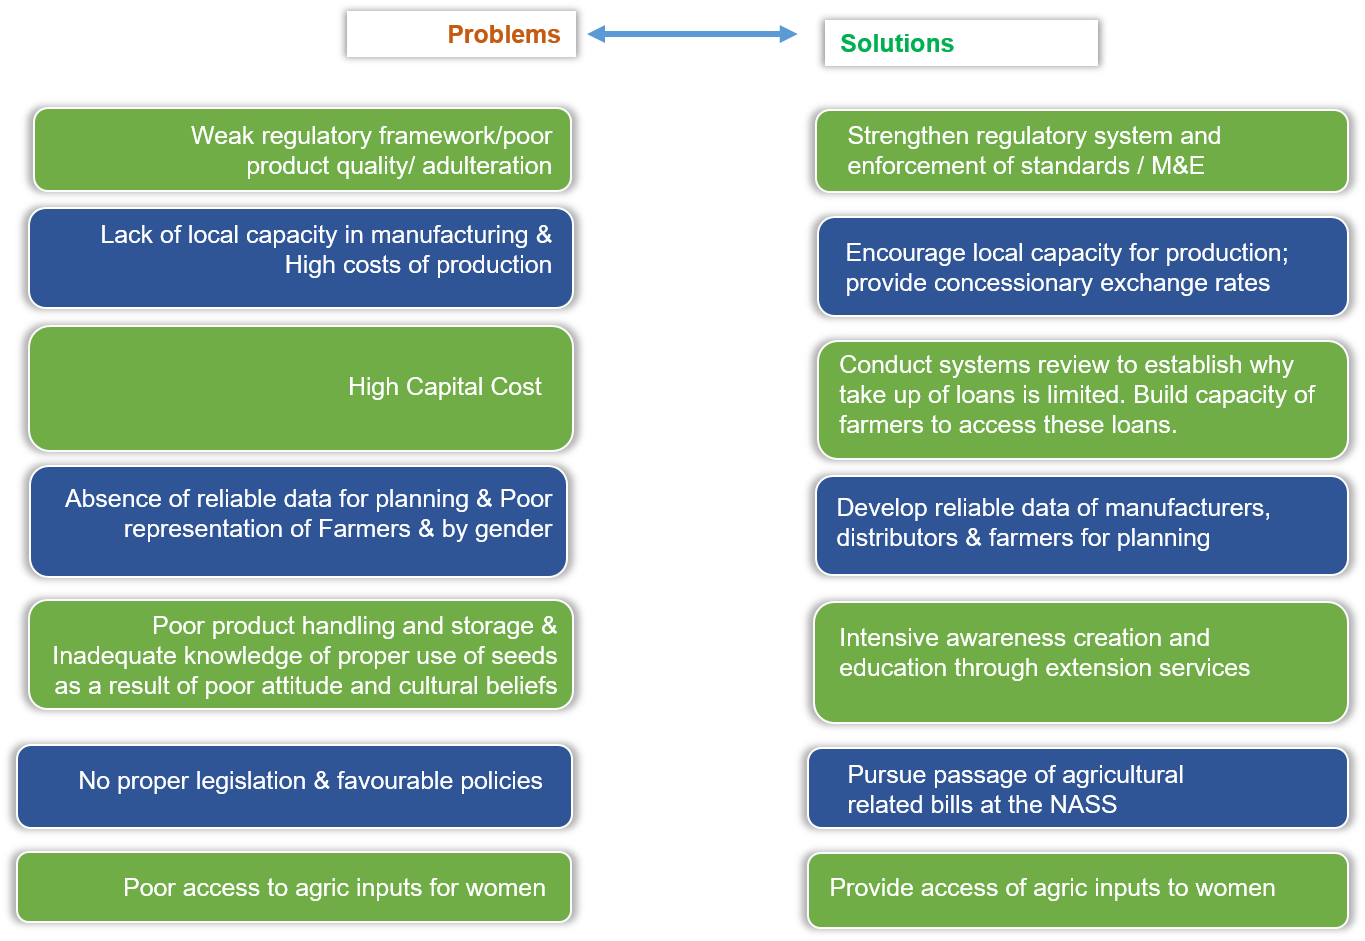 Problems
Solutions
Weak regulatory framework/poor
product quality/ adulteration
Strengthen regulatory system and
enforcement of standards / M&E
Lack of local capacity in manufacturing &
High costs of production
Encourage local capacity for production;
provide concessionary exchange rates
High Capital Cost
Conduct systems review to establish why
take up of loans is limited. Build capacity of
farmers to access these loans.
Absence of reliable data for planning & Poor
representation of Farmers & by gender
Develop reliable data of manufacturers,
distributors & farmers for planning
Poor product handling and storage &
Inadequate knowledge of proper use of seeds
as a result of poor attitude and cultural beliefs
Intensive awareness creation and
education through extension services
No proper legislation & favourable policies
Pursue passage of agricultural
related bills at the NASS
Poor access to agric inputs for women
Provide access of agric inputs to women